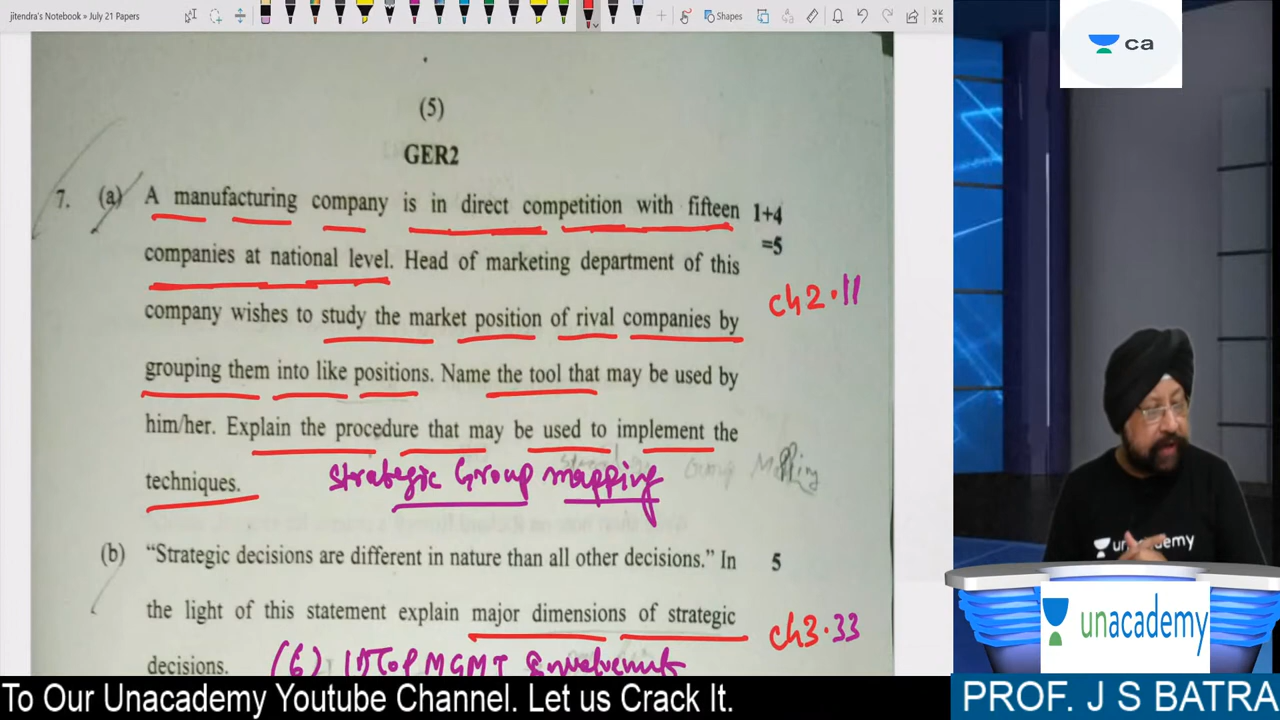 jitendra's Notebook » July 21 Papers
Shapes
ca
(5)
GER2
7. (a) A manufacturing company is in direct competition with fifteen 1+4
=5
companies at national level. Head of marketing department of this
company wishes to study the market position of rival companies by
ch2.11
grouping them into like positions. Name the tool that may be used by
him/her. Explain the procedure that may be used to implement the
techniques.
Strategic Group mapping
Group Mapping
(b) “Strategic decisions are different in nature than all other decisions.” In 5
the light of this statement explain major dimensions of strategic
ch3.33
decisions.
(6) TOP MGMT
unacademy
unacademy
To Our Unacademy Youtube Channel. Let us Crack It.
PROF. J S BATRA